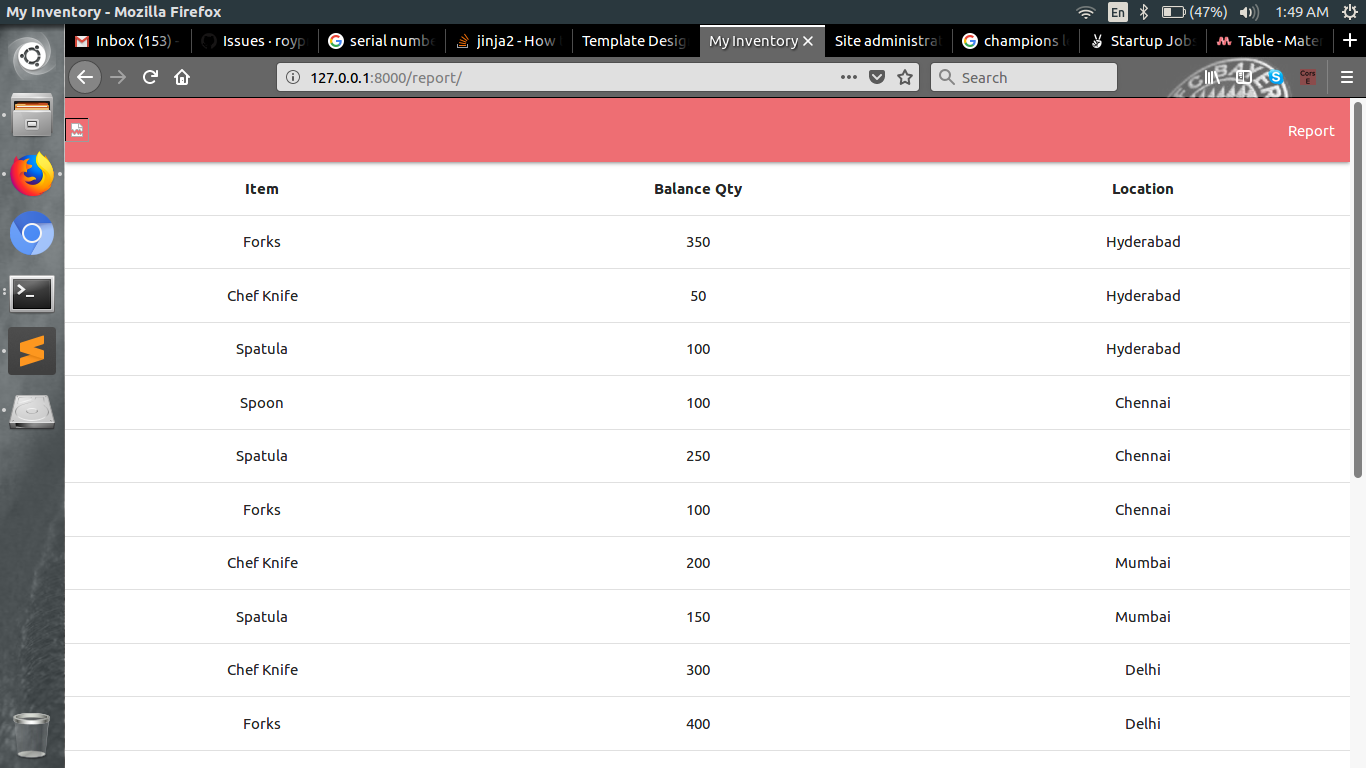 My Inventory - Mozilla Firefox
En (47%) 1:49 AM
Inbox (153) Issues · royp serial numbe jinja2 - How Template Desig My Inventory Site administrat champions l Startup Job Table - Mater
127.0.0.1:8000/report/ Search
Report
Item Balance Qty Location
Forks 350 Hyderabad
Chef Knife 50 Hyderabad
Spatula 100 Hyderabad
Spoon 100 Chennai
Spatula 250 Chennai
Forks 100 Chennai
Chef Knife 200 Mumbai
Spatula 150 Mumbai
Chef Knife 300 Delhi
Forks 400 Delhi